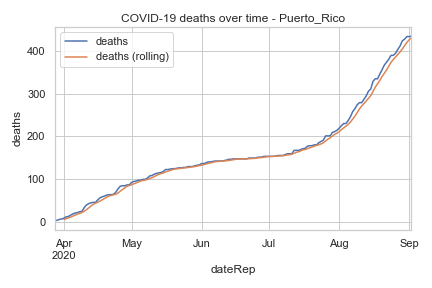 COVID-19 deaths over time - Puerto_Rico
deaths
deaths (rolling)
deaths
400
300
200
100
0
Apr May Jun Jul Aug Sep
2020
dateRep